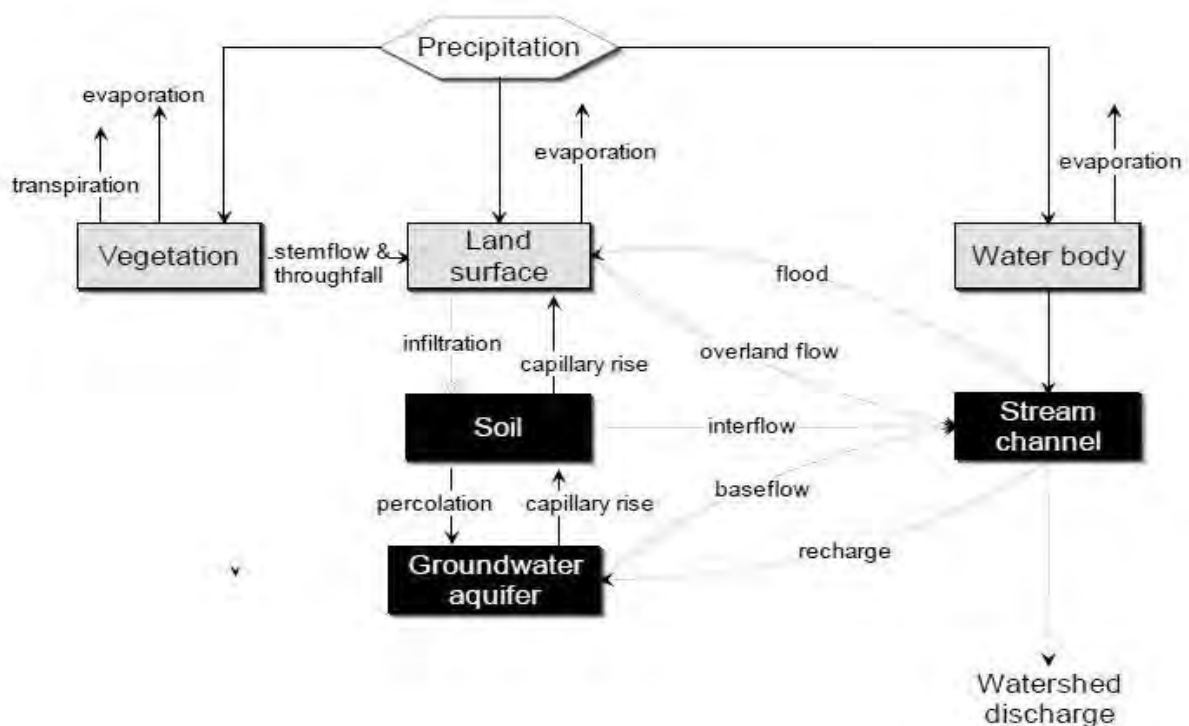 Precipitation
evaporation
transpiration
evaporation
evaporation
Vegetation
stemflow &
throughfall
Land
surface
Water body
flood
infiltration
capillary rise
overland flow
Soil
interflow
Stream
channel
percolation
capillary rise
baseflow
recharge
Groundwater
aquifer
Watershed
discharge